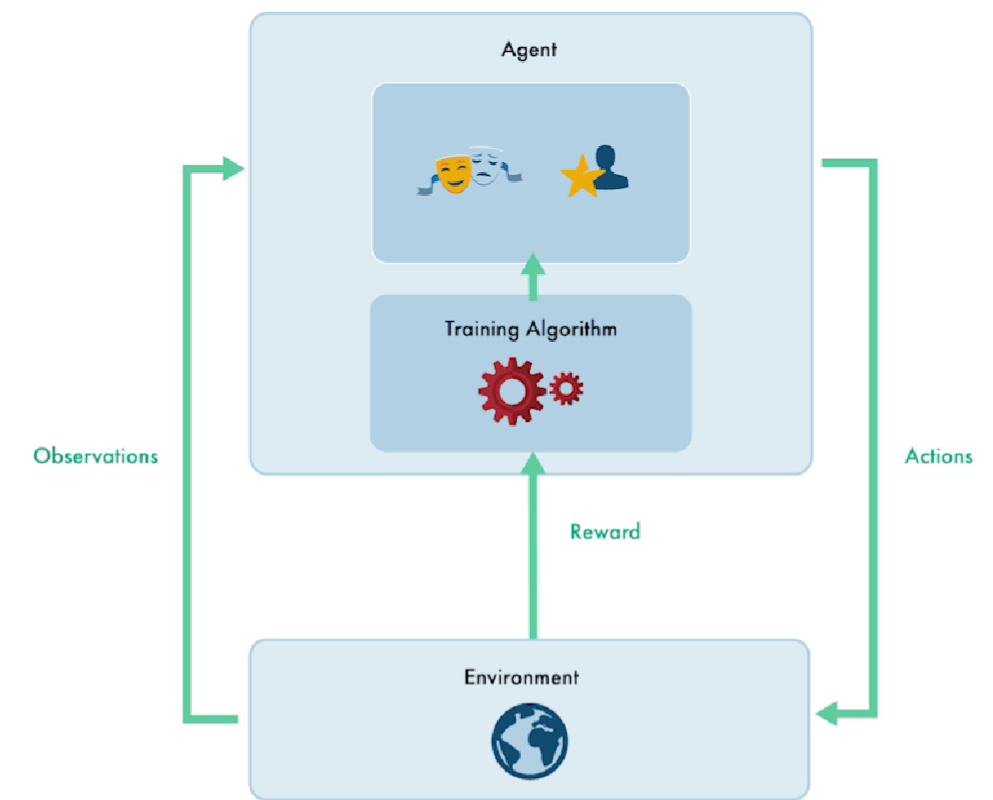 Agent
Training Algorithm
Observations
Actions
Reward
Environment